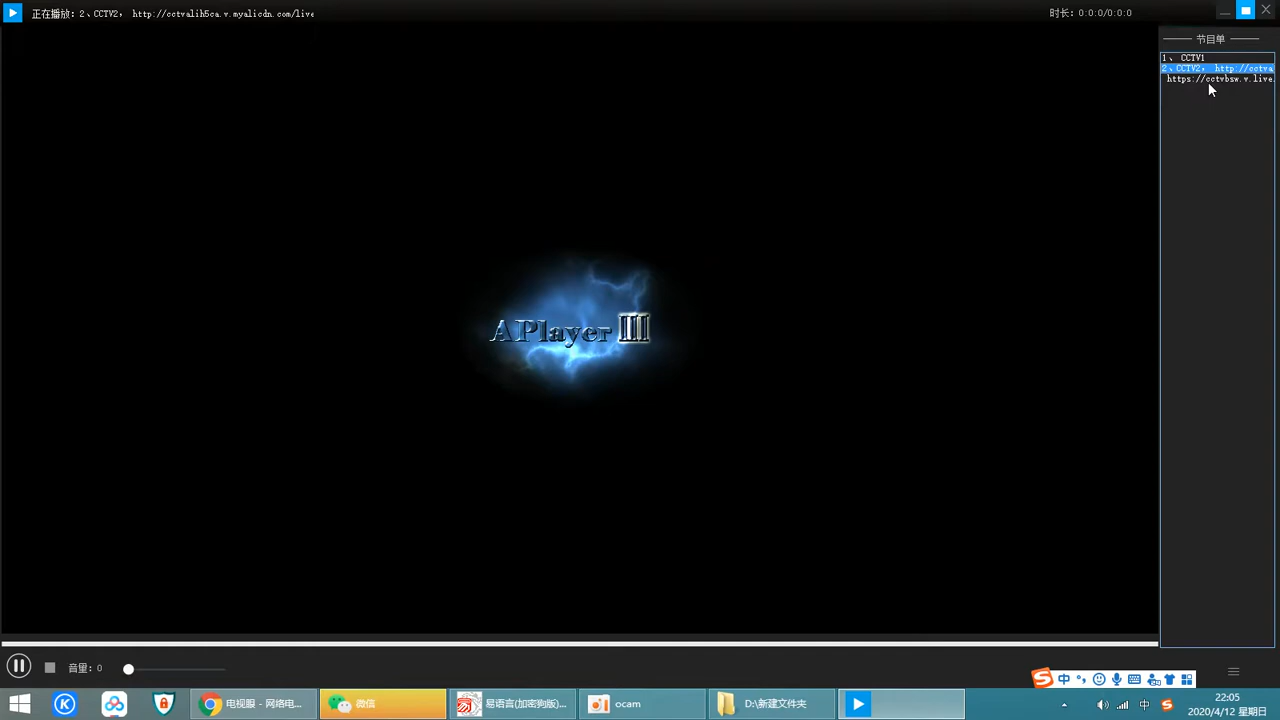 正在播放：2、CCTV2， http://cctvalih5ca.v.myalicdn.com/live
时长：0:0:0/0:0:0
节目单
1、 CCTV1
2、CCTV2， http://cctva
https://cctvbsw.v.live.
APlayer III
音量：0
中
电视眼 - 网络电...
微信
易语言(加密狗版)...
ocam
D:\新建文件夹
中
22:05
2020/4/12 星期日